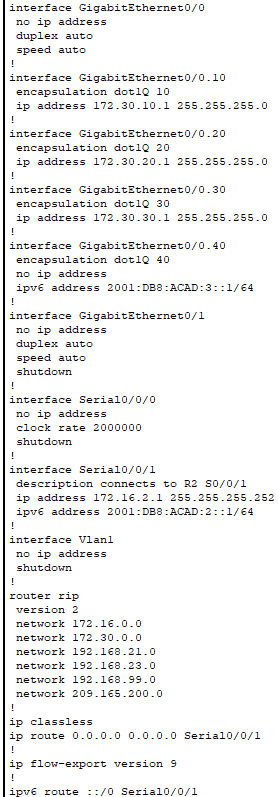 interface GigabitEthernet0/0
no ip address
duplex auto
speed auto
!
interface GigabitEthernet0/0.10
encapsulation dot1Q 10
ip address 172.30.10.1 255.255.255.0
!
interface GigabitEthernet0/0.20
encapsulation dot1Q 20
ip address 172.30.20.1 255.255.255.0
!
interface GigabitEthernet0/0.30
encapsulation dot1Q 30
ip address 172.30.30.1 255.255.255.0
!
interface GigabitEthernet0/0.40
encapsulation dot1Q 40
no ip address
ipv6 address 2001:DB8:ACAD:3::1/64
!
interface GigabitEthernet0/1
no ip address
duplex auto
speed auto
shutdown
!
interface Serial0/0/0
no ip address
clock rate 2000000
shutdown
!
interface Serial0/0/1
description connects to R2 S0/0/1
ip address 172.16.2.1 255.255.255.252
ipv6 address 2001:DB8:ACAD:2::1/64
!
interface Vlan1
no ip address
shutdown
!
router rip
version 2
network 172.16.0.0
network 172.30.0.0
network 192.168.21.0
network 192.168.23.0
network 192.168.99.0
network 209.165.200.0
!
ip classless
ip route 0.0.0.0 0.0.0.0 Serial0/0/1
!
ip flow-export version 9
!
ipv6 route ::/0 Serial0/0/1